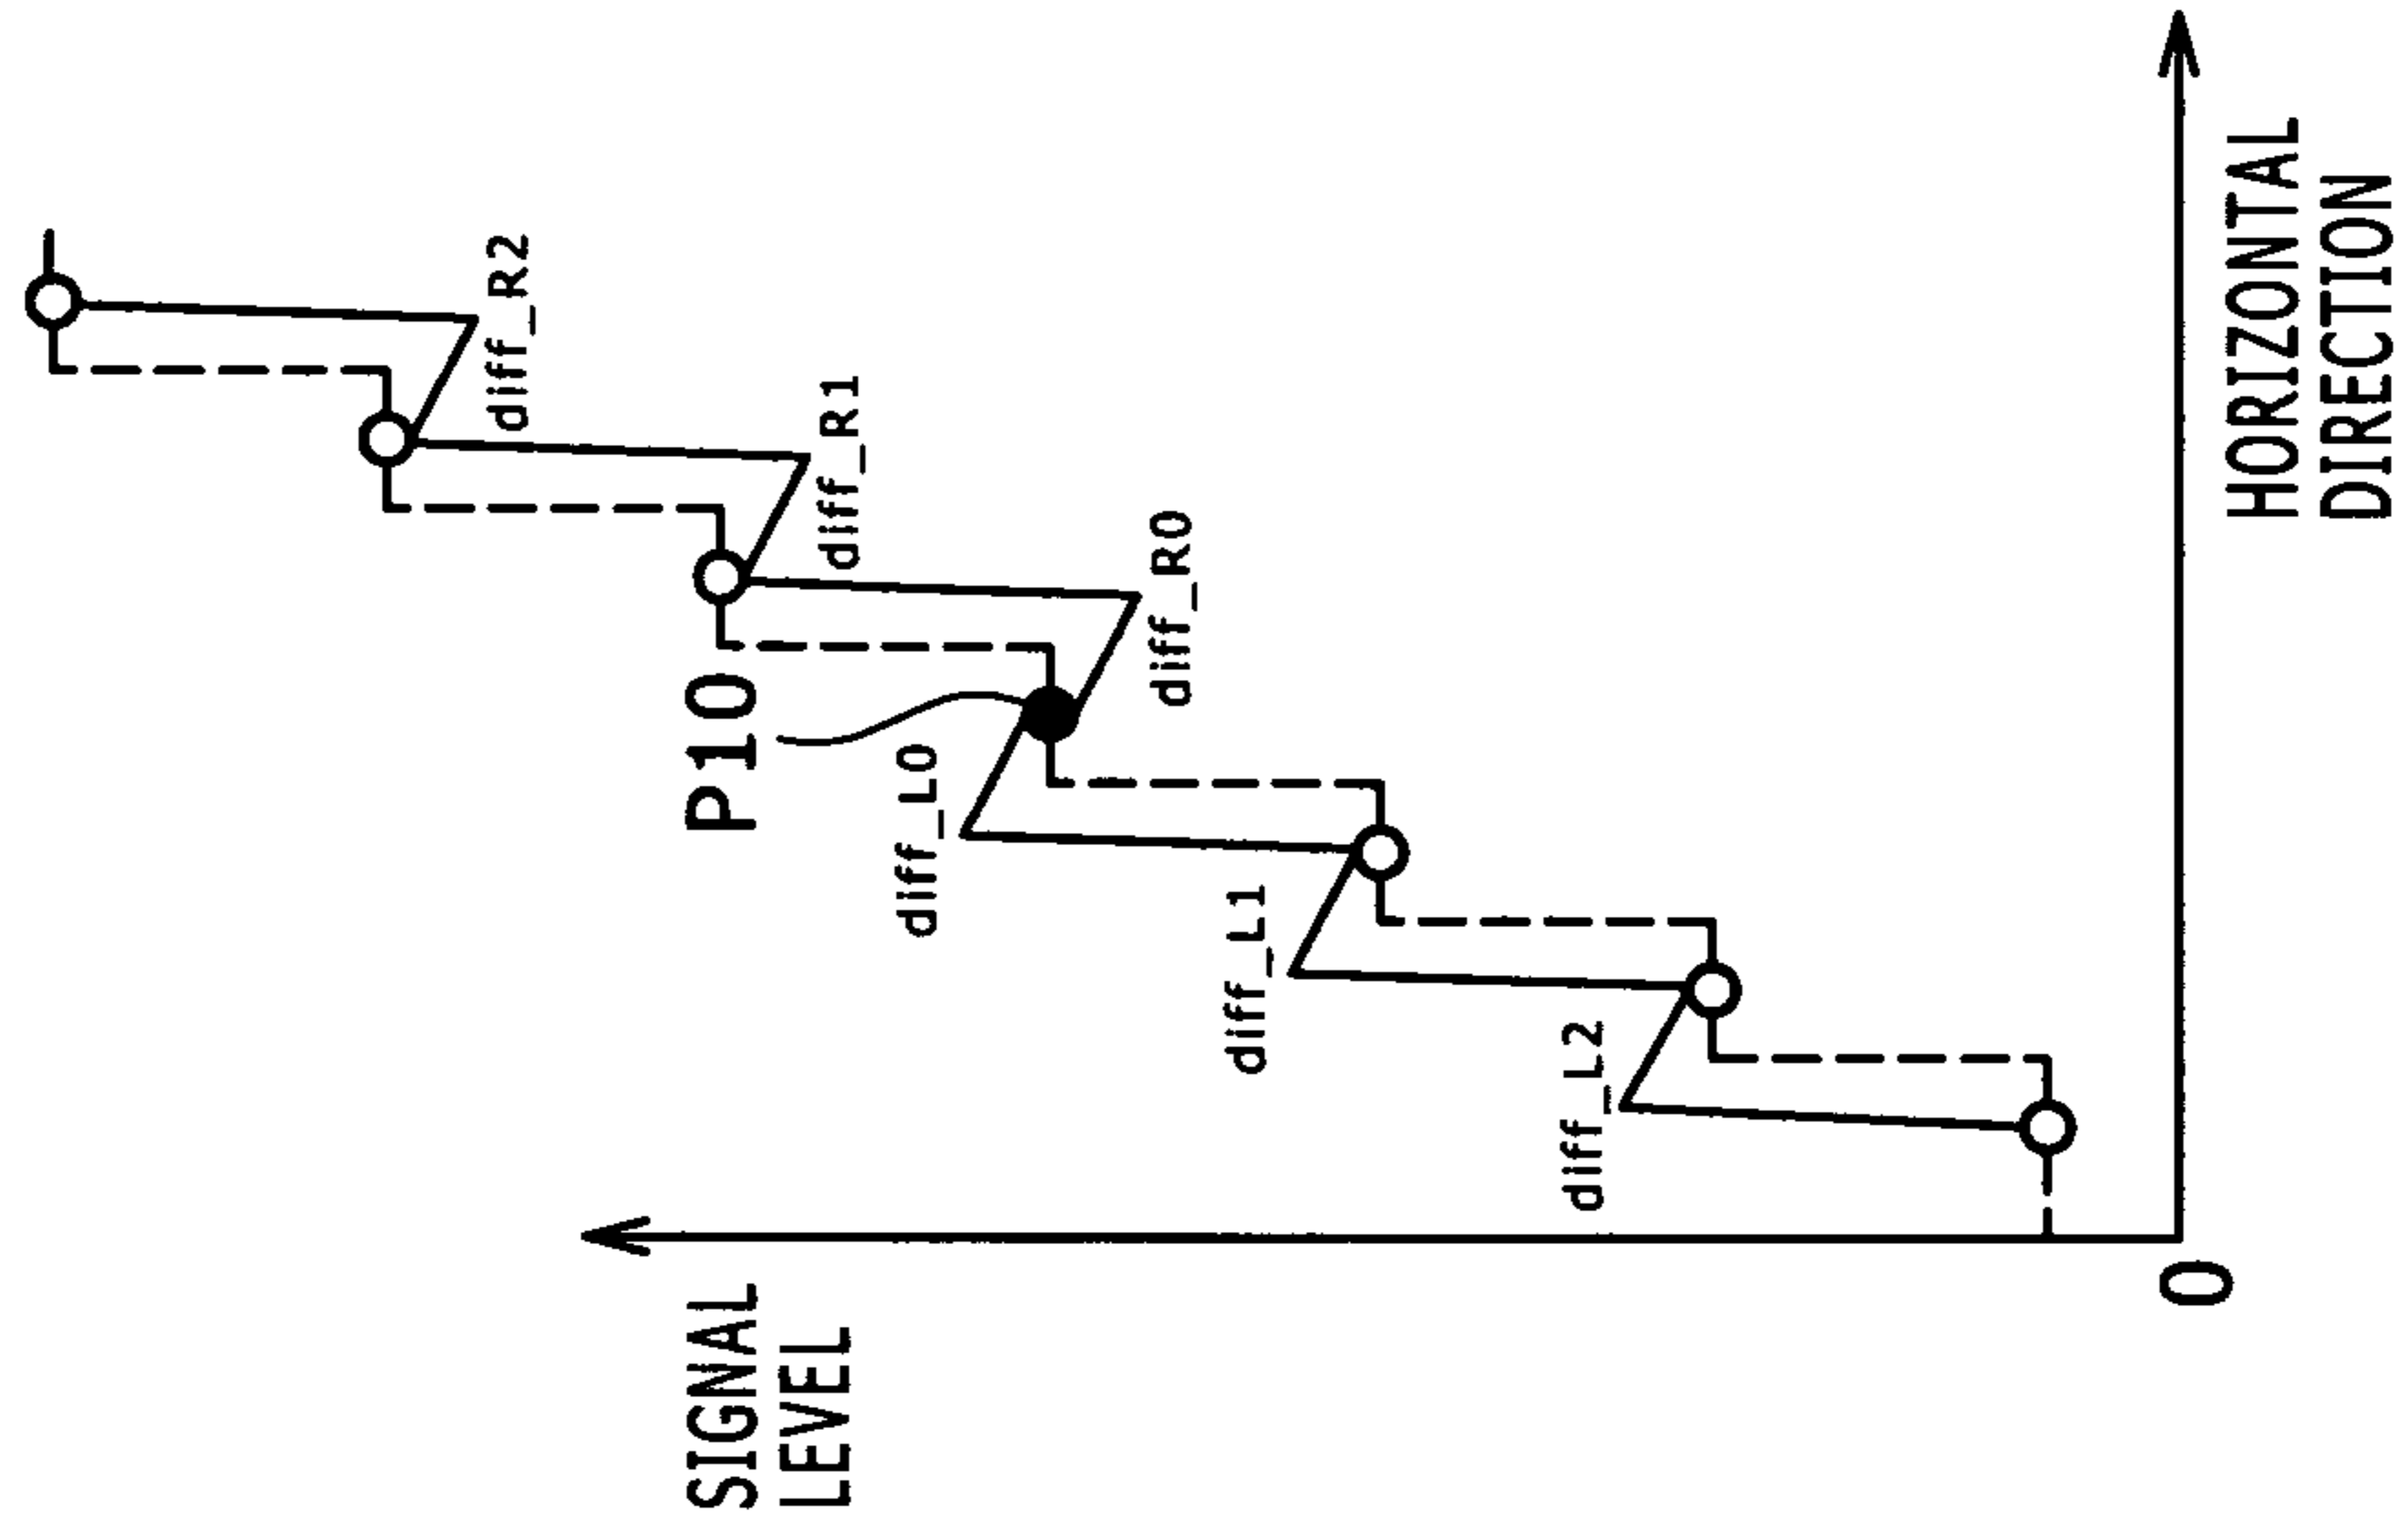 SIGNAL
LEVEL
P10
diff_L2
diff_L1
diff_L0
diff_R0
diff_R1
diff_R2
0
HORIZONTAL
DIRECTION